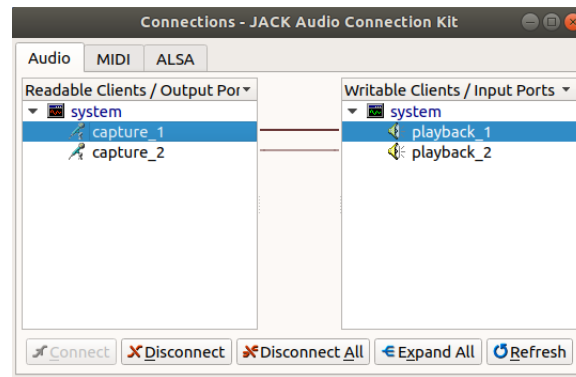 Connections - JACK Audio Connection Kit
Audio MIDI ALSA
Readable Clients / Output Por
Writable Clients / Input Ports
system
capture_1
capture_2
system
playback_1
playback_2
Connect Disconnect Disconnect All Expand All Refresh